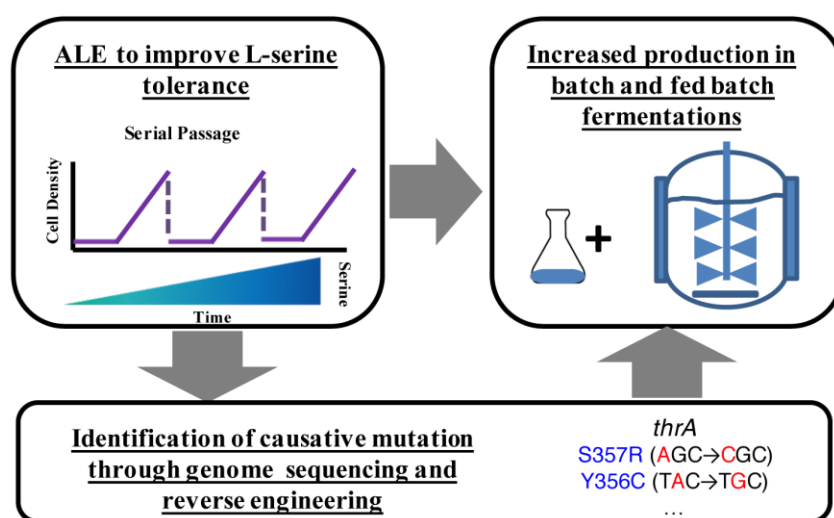 ALE to improve L-serine
tolerance
Serial Passage
Cell Density
Serine
Time
Increased production in
batch and fed batch
fermentations
+
Identification of causative mutation
through genome sequencing and
reverse engineering
thrA
S357R (AGC→CGC)
Y356C (TAC→TGC)
...